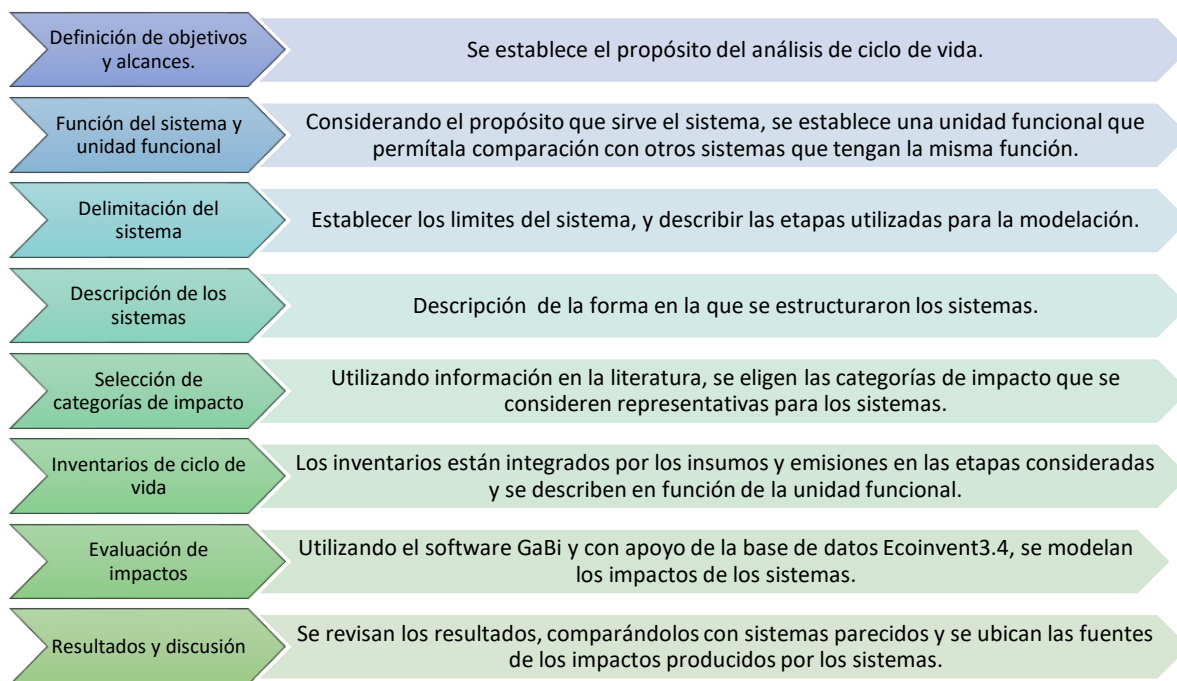 Definición de objetivos
y alcances.
Se establece el propósito del análisis de ciclo de vida.
Función del sistema y
unidad funcional
Considerando el propósito que sirve el sistema, se establece una unidad funcional que
permítala comparación con otros sistemas que tengan la misma función.
Delimitación del
sistema
Establecer los limites del sistema, y describir las etapas utilizadas para la modelación.
Descripción de los
sistemas
Descripción de la forma en la que se estructuraron los sistemas.
Selección de
categorías de impacto
Utilizando información en la literatura, se eligen las categorías de impacto que se
consideren representativas para los sistemas.
Inventarios de ciclo de
vida
Los inventarios están integrados por los insumos y emisiones en las etapas consideradas
y se describen en función de la unidad funcional.
Evaluación de
impactos
Utilizando el software GaBi y con apoyo de la base de datos Ecoinvent3.4, se modelan
los impactos de los sistemas.
Resultados y discusión
Se revisan los resultados, comparándolos con sistemas parecidos y se ubican las fuentes
de los impactos producidos por los sistemas.